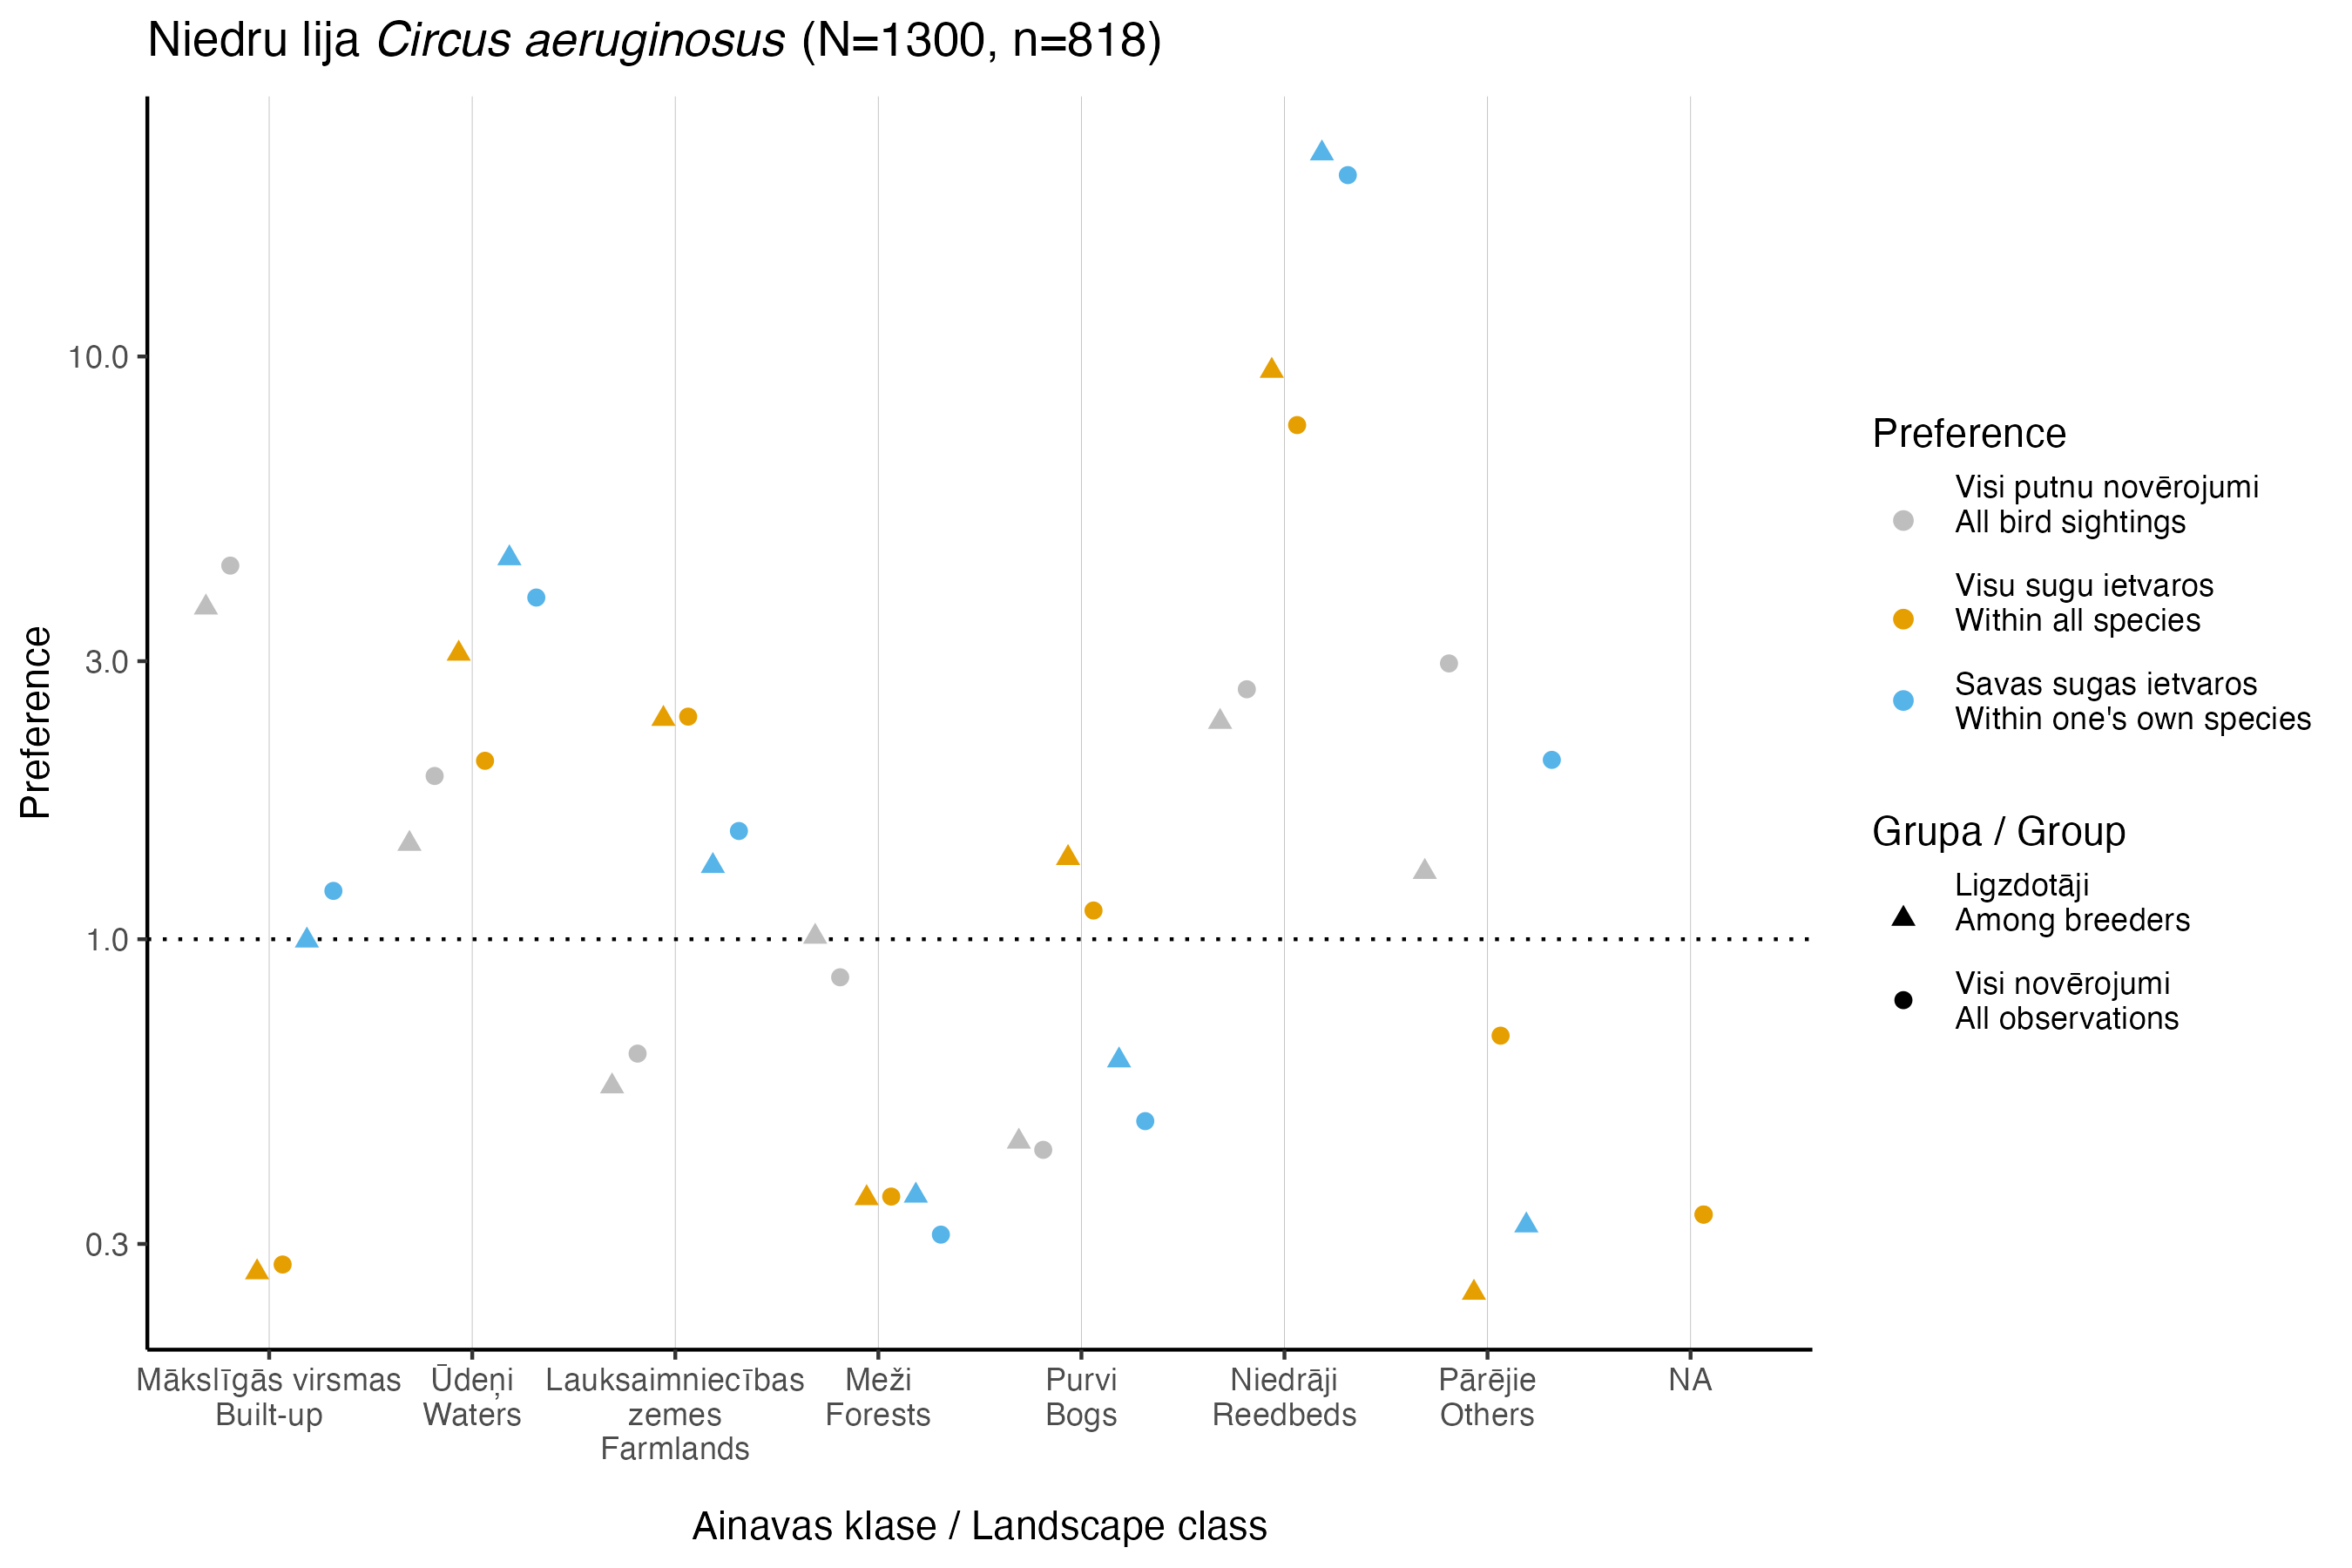 Niedru lija Circus aeruginosus (N=1300, n=818)
Preference
10.0
3.0
1.0
0.3
Mākslīgās virsmas
Built-up
Ūdeņi
Waters
Lauksaimniecības
zemes
Farmlands
Meži
Forests
Purvi
Bogs
Niedrāji
Reedbeds
Pārējie
Others
NA
Ainavas klase / Landscape class
Preference
Visi putnu novērojumi
All bird sightings
Visu sugu ietvaros
Within all species
Savas sugas ietvaros
Within one's own species
Grupa / Group
Ligzdotāji
Among breeders
Visi novērojumi
All observations